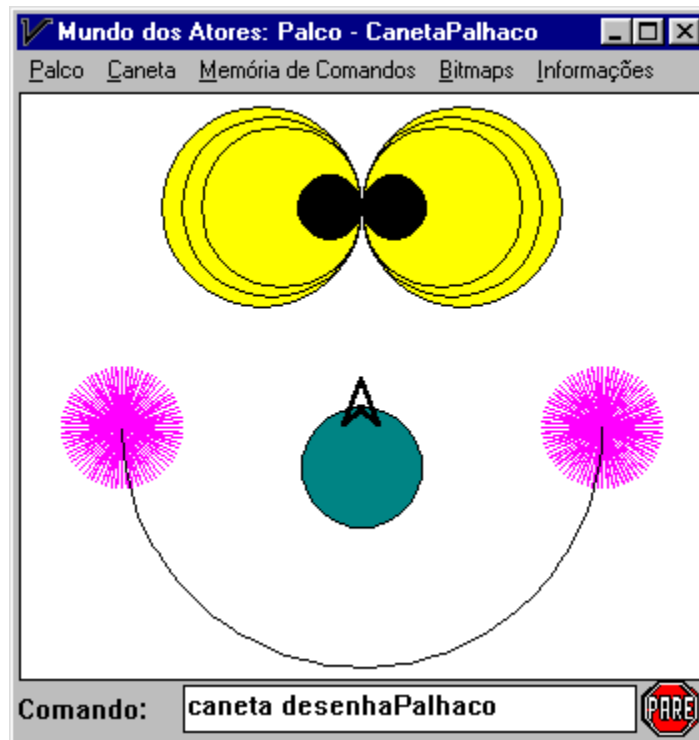 Mundo dos Atores: Palco - CanetaPalhaco
Palco Caneta Memória de Comandos Bitmaps Informações
Comando: caneta desenhaPalhaco PARE